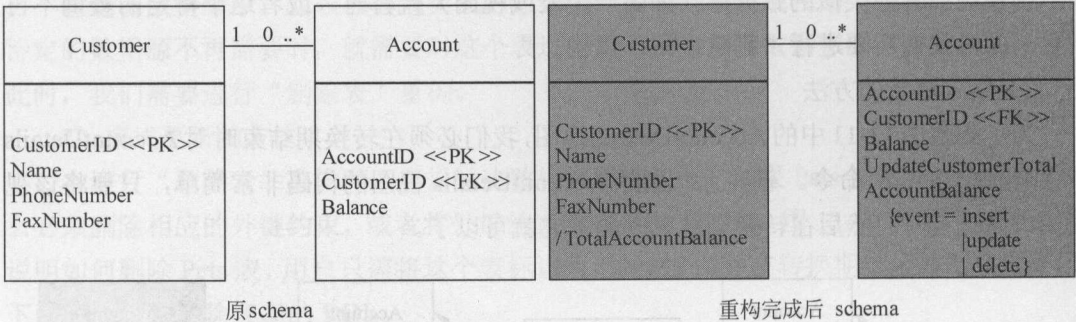 Customer
1 0 ..*
Account
CustomerID <<PK>>
Name
PhoneNumber
FaxNumber
AccountID <<PK>>
CustomerID <<FK>>
Balance
原schema
Customer
1 0 ..*
Account
CustomerID <<PK>>
Name
PhoneNumber
FaxNumber
/TotalAccountBalance
AccountID <<PK>>
CustomerID <<FK>>
Balance
UpdateCustomerTotal
AccountBalance
{event = insert
|update
| delete}
重构完成后 schema